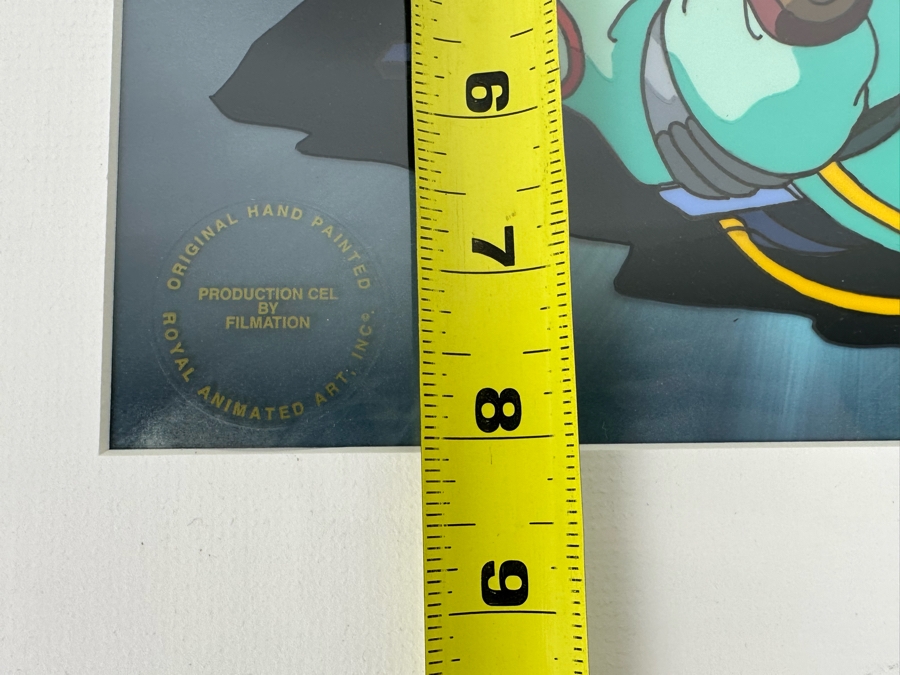 6
7
8
9
ORIGINAL HAND PAINTED
PRODUCTION CEL
BY
FILMATION
ROYAL ANIMATED ART, INC©.